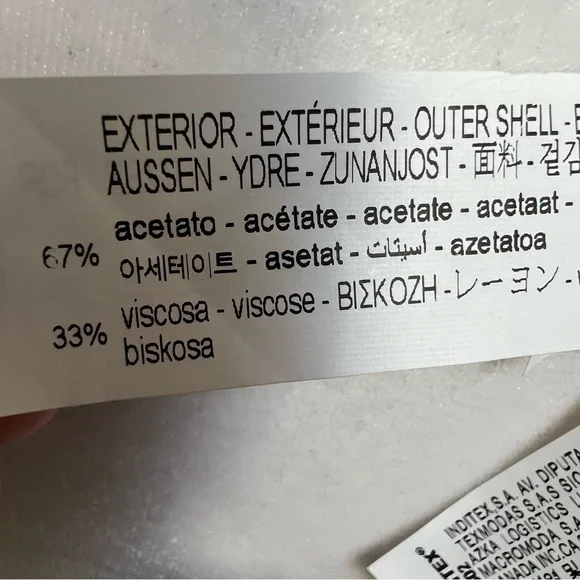 EXTERIOR - EXTÉRIEUR - OUTER SHELL -
AUSSEN - YDRE - ZUNANJOST - 面料 - 겉감
67% acetato - acétate - acetate - acetaat -
아세테이트 - asetat - أسيتات - azetatoa
33% viscosa - viscose - ΒΙΣΚΟΖΗ - レーヨン -
biskosa
INDITEX,S.A. AV. DIPUTA
TEXMODAS S.A.S
LOGISTICS
MACROMODA S.A.